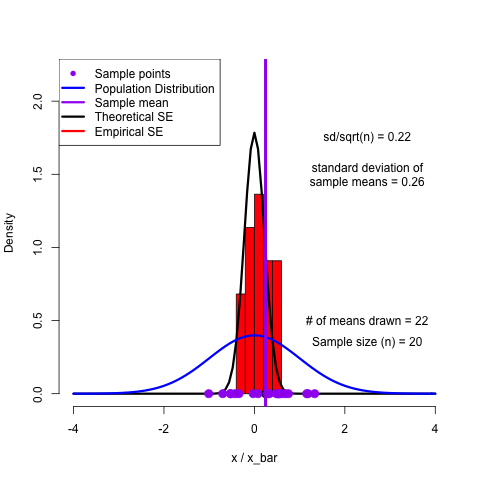 Sample points
Population Distribution
Sample mean
Theoretical SE
Empirical SE
sd/sqrt(n) = 0.22
standard deviation of
sample means = 0.26
# of means drawn = 22
Sample size (n) = 20
Density
0.0
0.5
1.0
1.5
2.0
-4
-2
0
2
4
x / x_bar